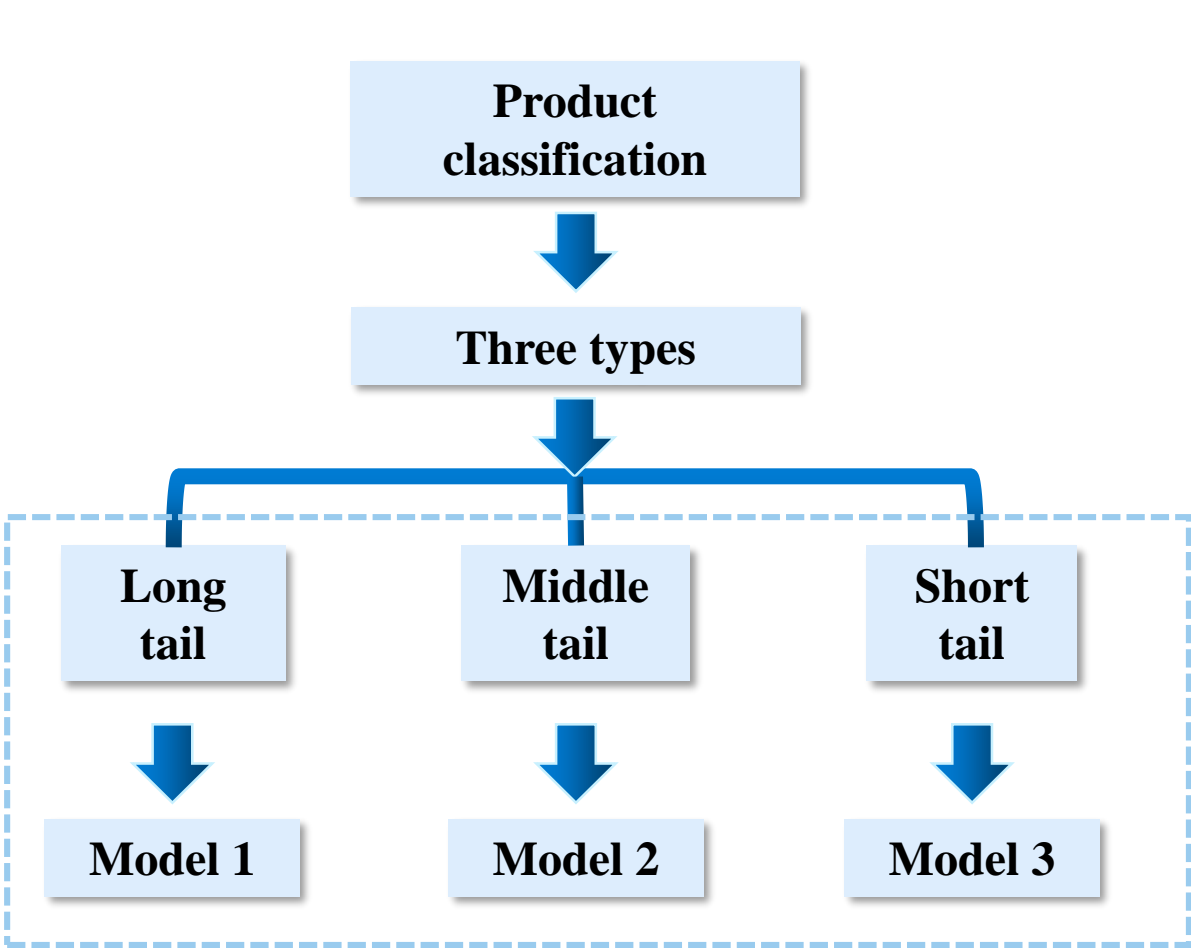 Product
classification
Three types
Long
tail
Middle
tail
Short
tail
Model 1
Model 2
Model 3